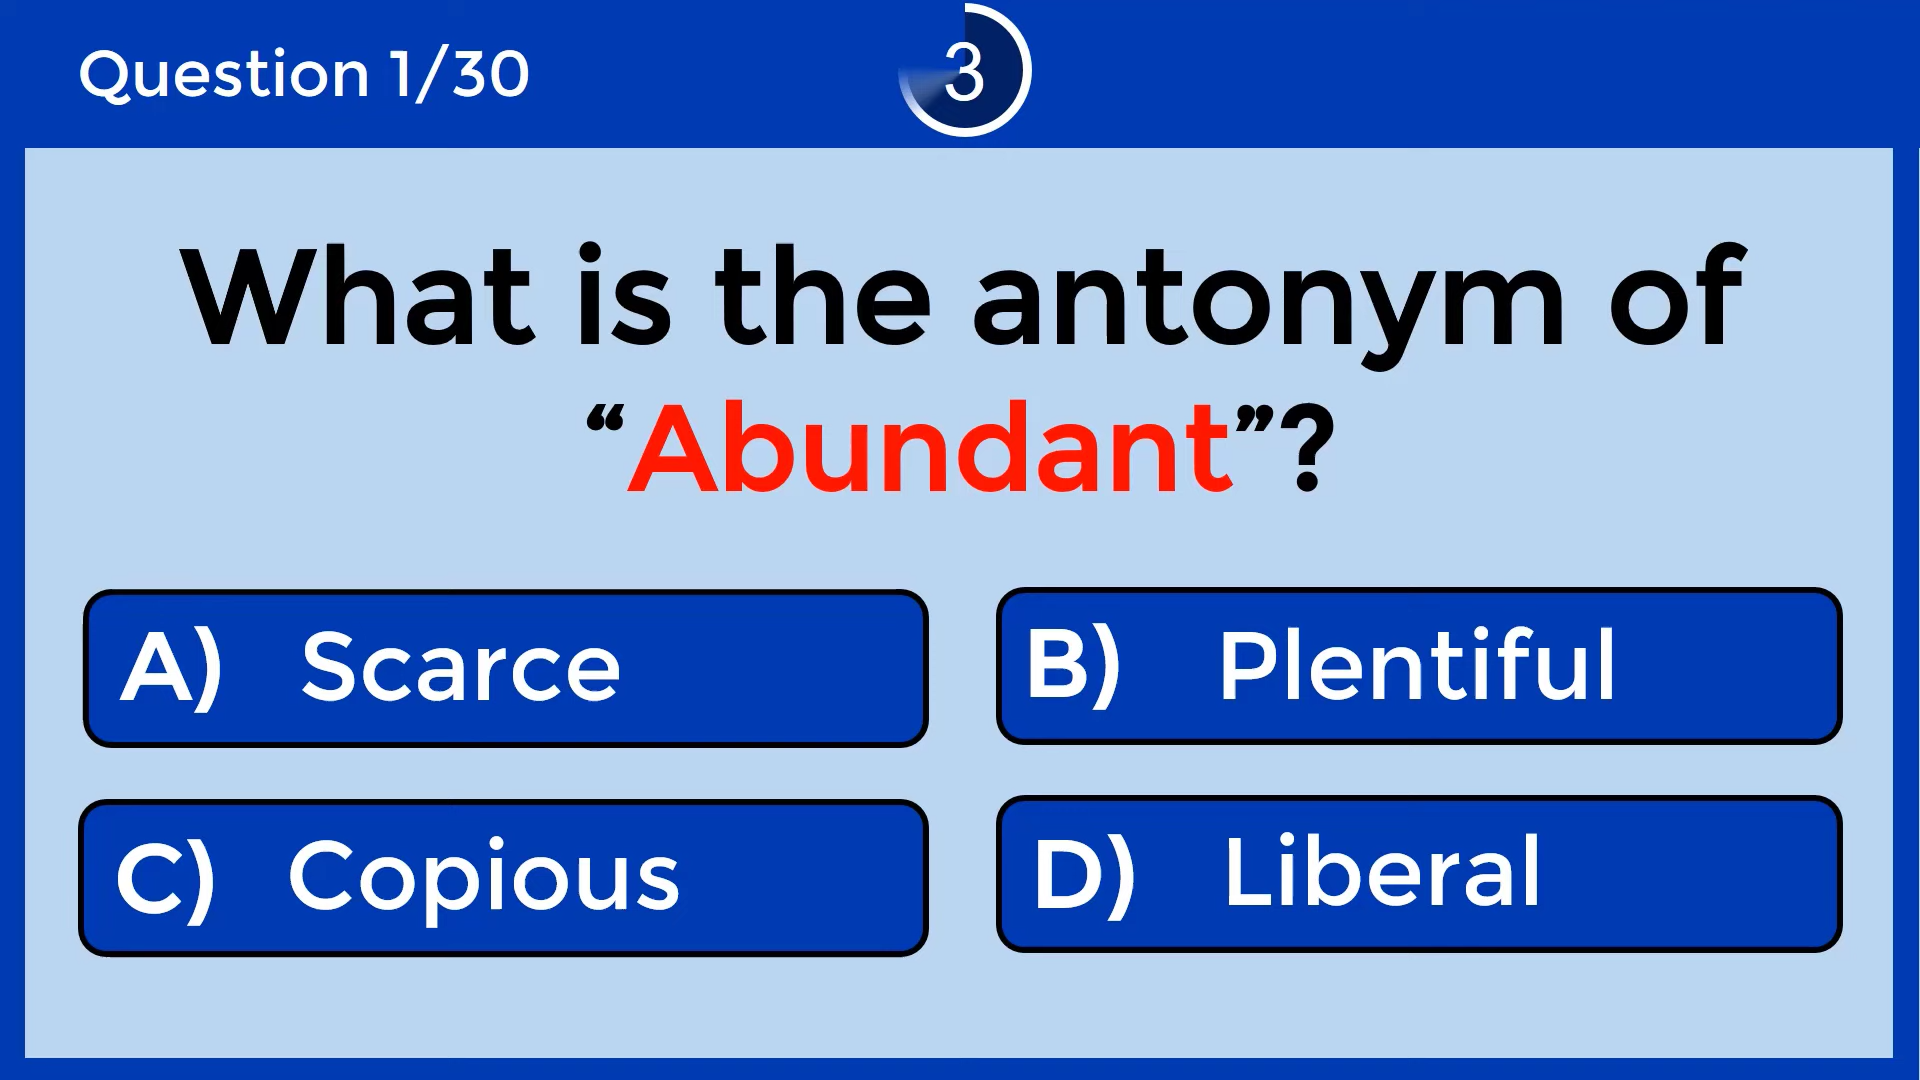 Question 1/30
3
What is the antonym of
“Abundant”?
A) Scarce
B) Plentiful
C) Copious
D) Liberal